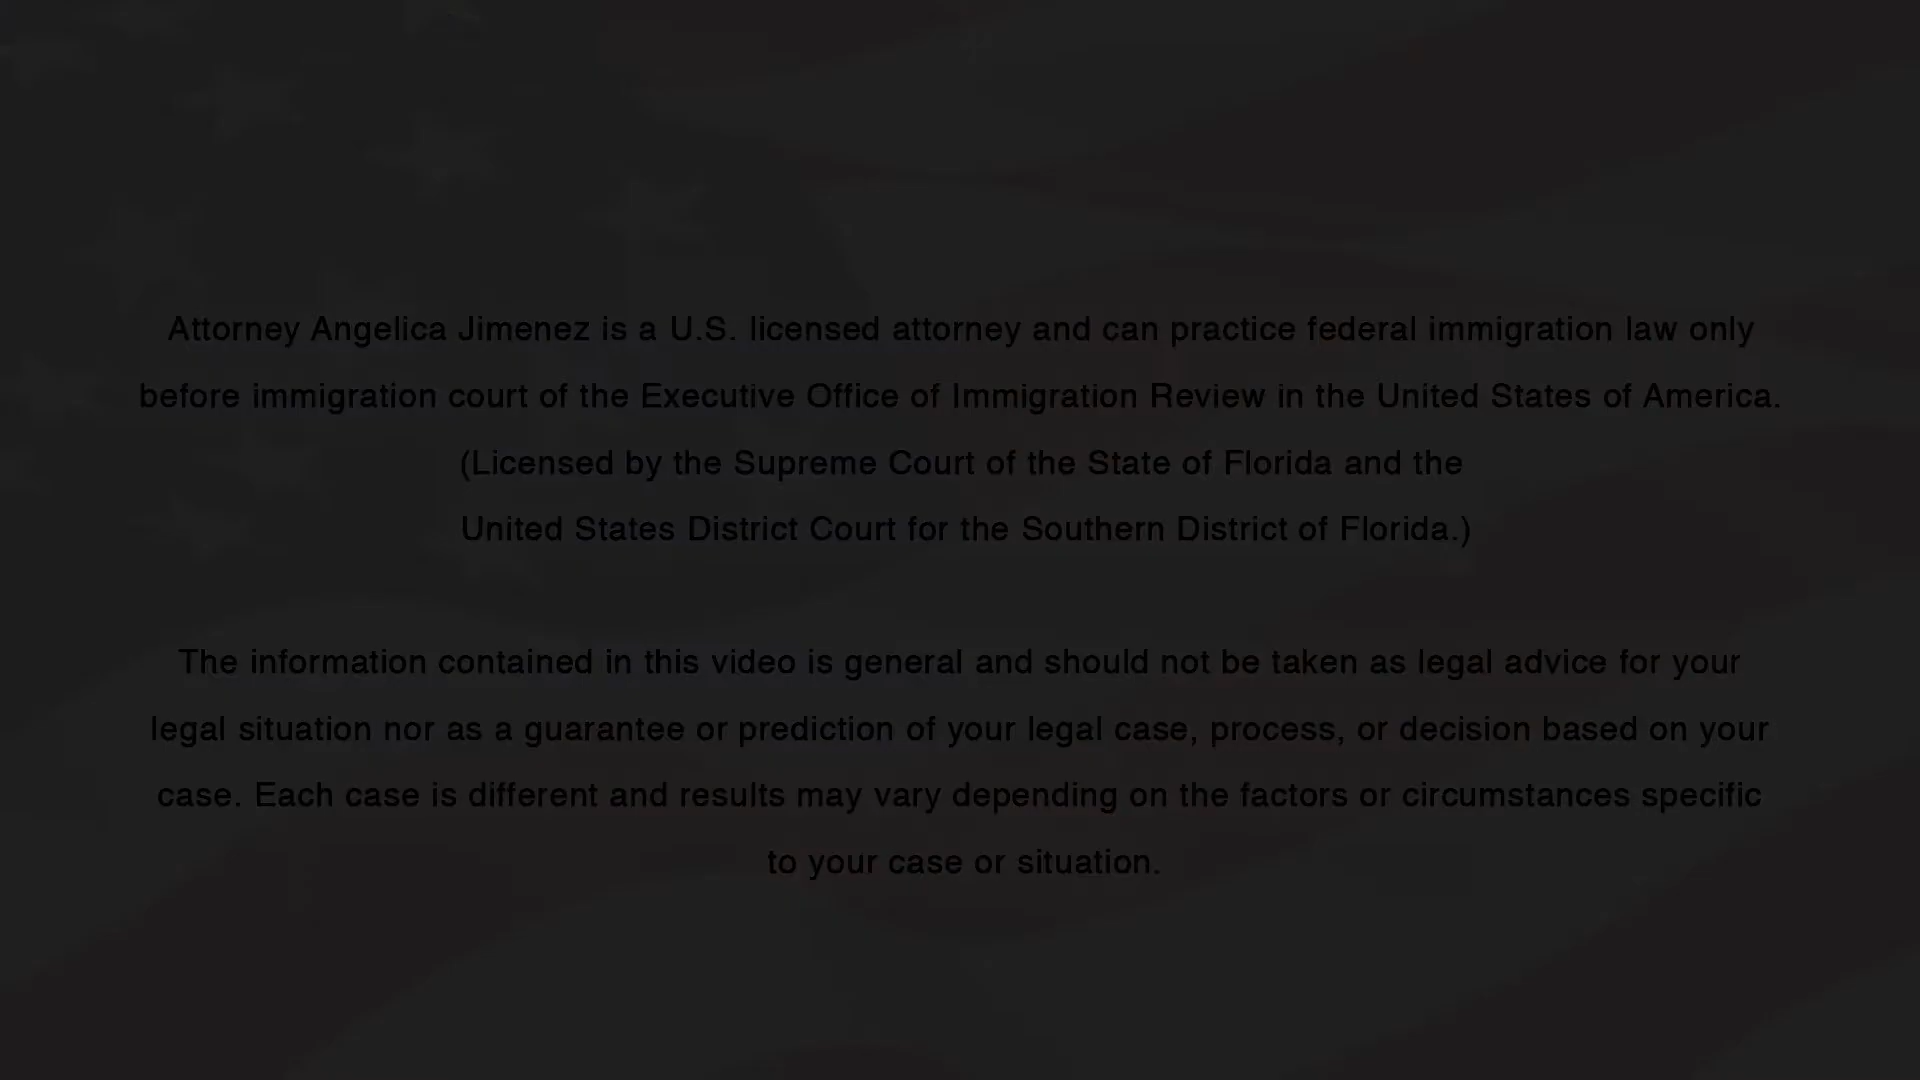 Attorney Angelica Jimenez is a U.S. licensed attorney and can practice federal immigration law only
before immigration court of the Executive Office of Immigration Review in the United States of America.
(Licensed by the Supreme Court of the State of Florida and the
United States District Court for the Southern District of Florida.)
The information contained in this video is general and should not be taken as legal advice for your
legal situation nor as a guarantee or prediction of your legal case, process, or decision based on your
case. Each case is different and results may vary depending on the factors or circumstances specific
to your case or situation.